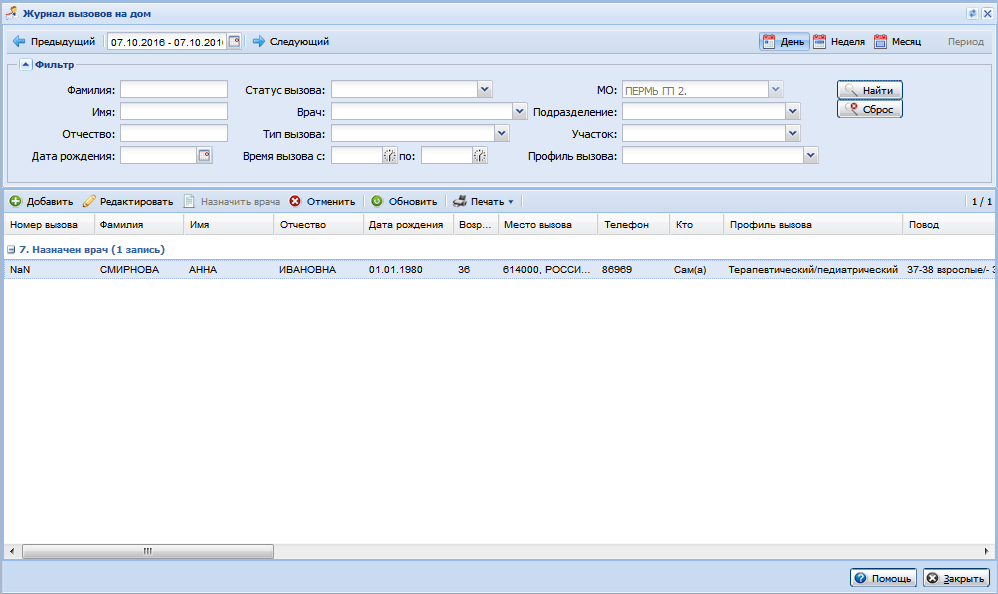 Журнал вызовов на дом
Предыдущий 07.10.2016 - 07.10.201 Следующий День Неделя Месяц Период
Фильтр
Фамилия: Статус вызова: МО: ПЕРМЬ ГП 2. Найти
Имя: Врач: Подразделение: Сброс
Отчество: Тип вызова: Участок:
Дата рождения: Время вызова с: по: Профиль вызова:
Добавить Редактировать Назначить врача Отменить Обновить Печать 1 / 1
Номер вызова Фамилия Имя Отчество Дата рождения Возр... Место вызова Телефон Кто Профиль вызова Повод
7. Назначен врач (1 запись)
NaN СМИРНОВА АННА ИВАНОВНА 01.01.1980 36 614000, РОССИ... 86969 Сам(а) Терапевтический/педиатрический 37-38 взрослые/- 3
Помощь Закрыть